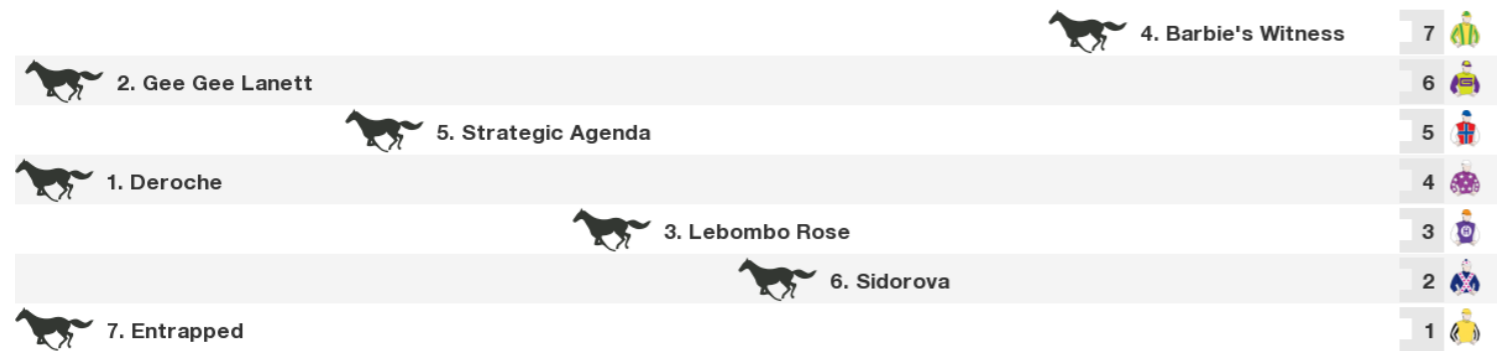 4. Barbie's Witness 7
2. Gee Gee Lanett 6
5. Strategic Agenda 5
1. Deroche 4
3. Lebombo Rose 3
6. Sidorova 2
7. Entrapped 1